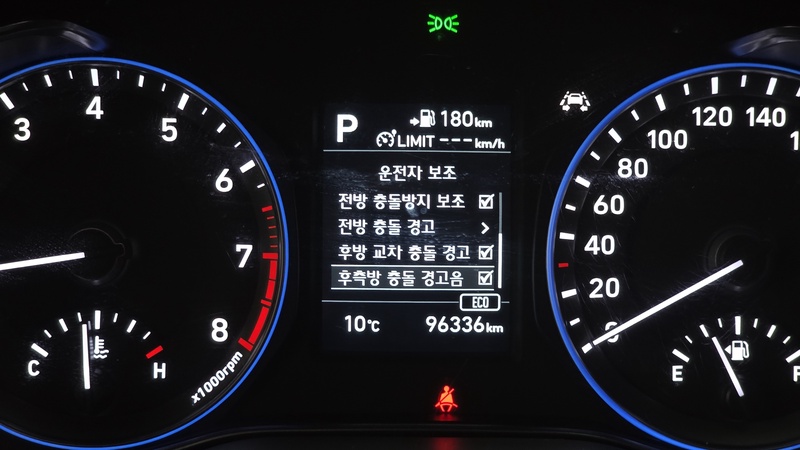 3
4
5
6
7
8
x1000rpm
C
H
P
180km
LIMIT ---km/h
운전자 보조
전방 충돌방지 보조
전방 충돌 경고
후방 교차 충돌 경고
후측방 충돌 경고음
ECO
10℃
96336km
0
20
40
60
80
100
120
140
E
F